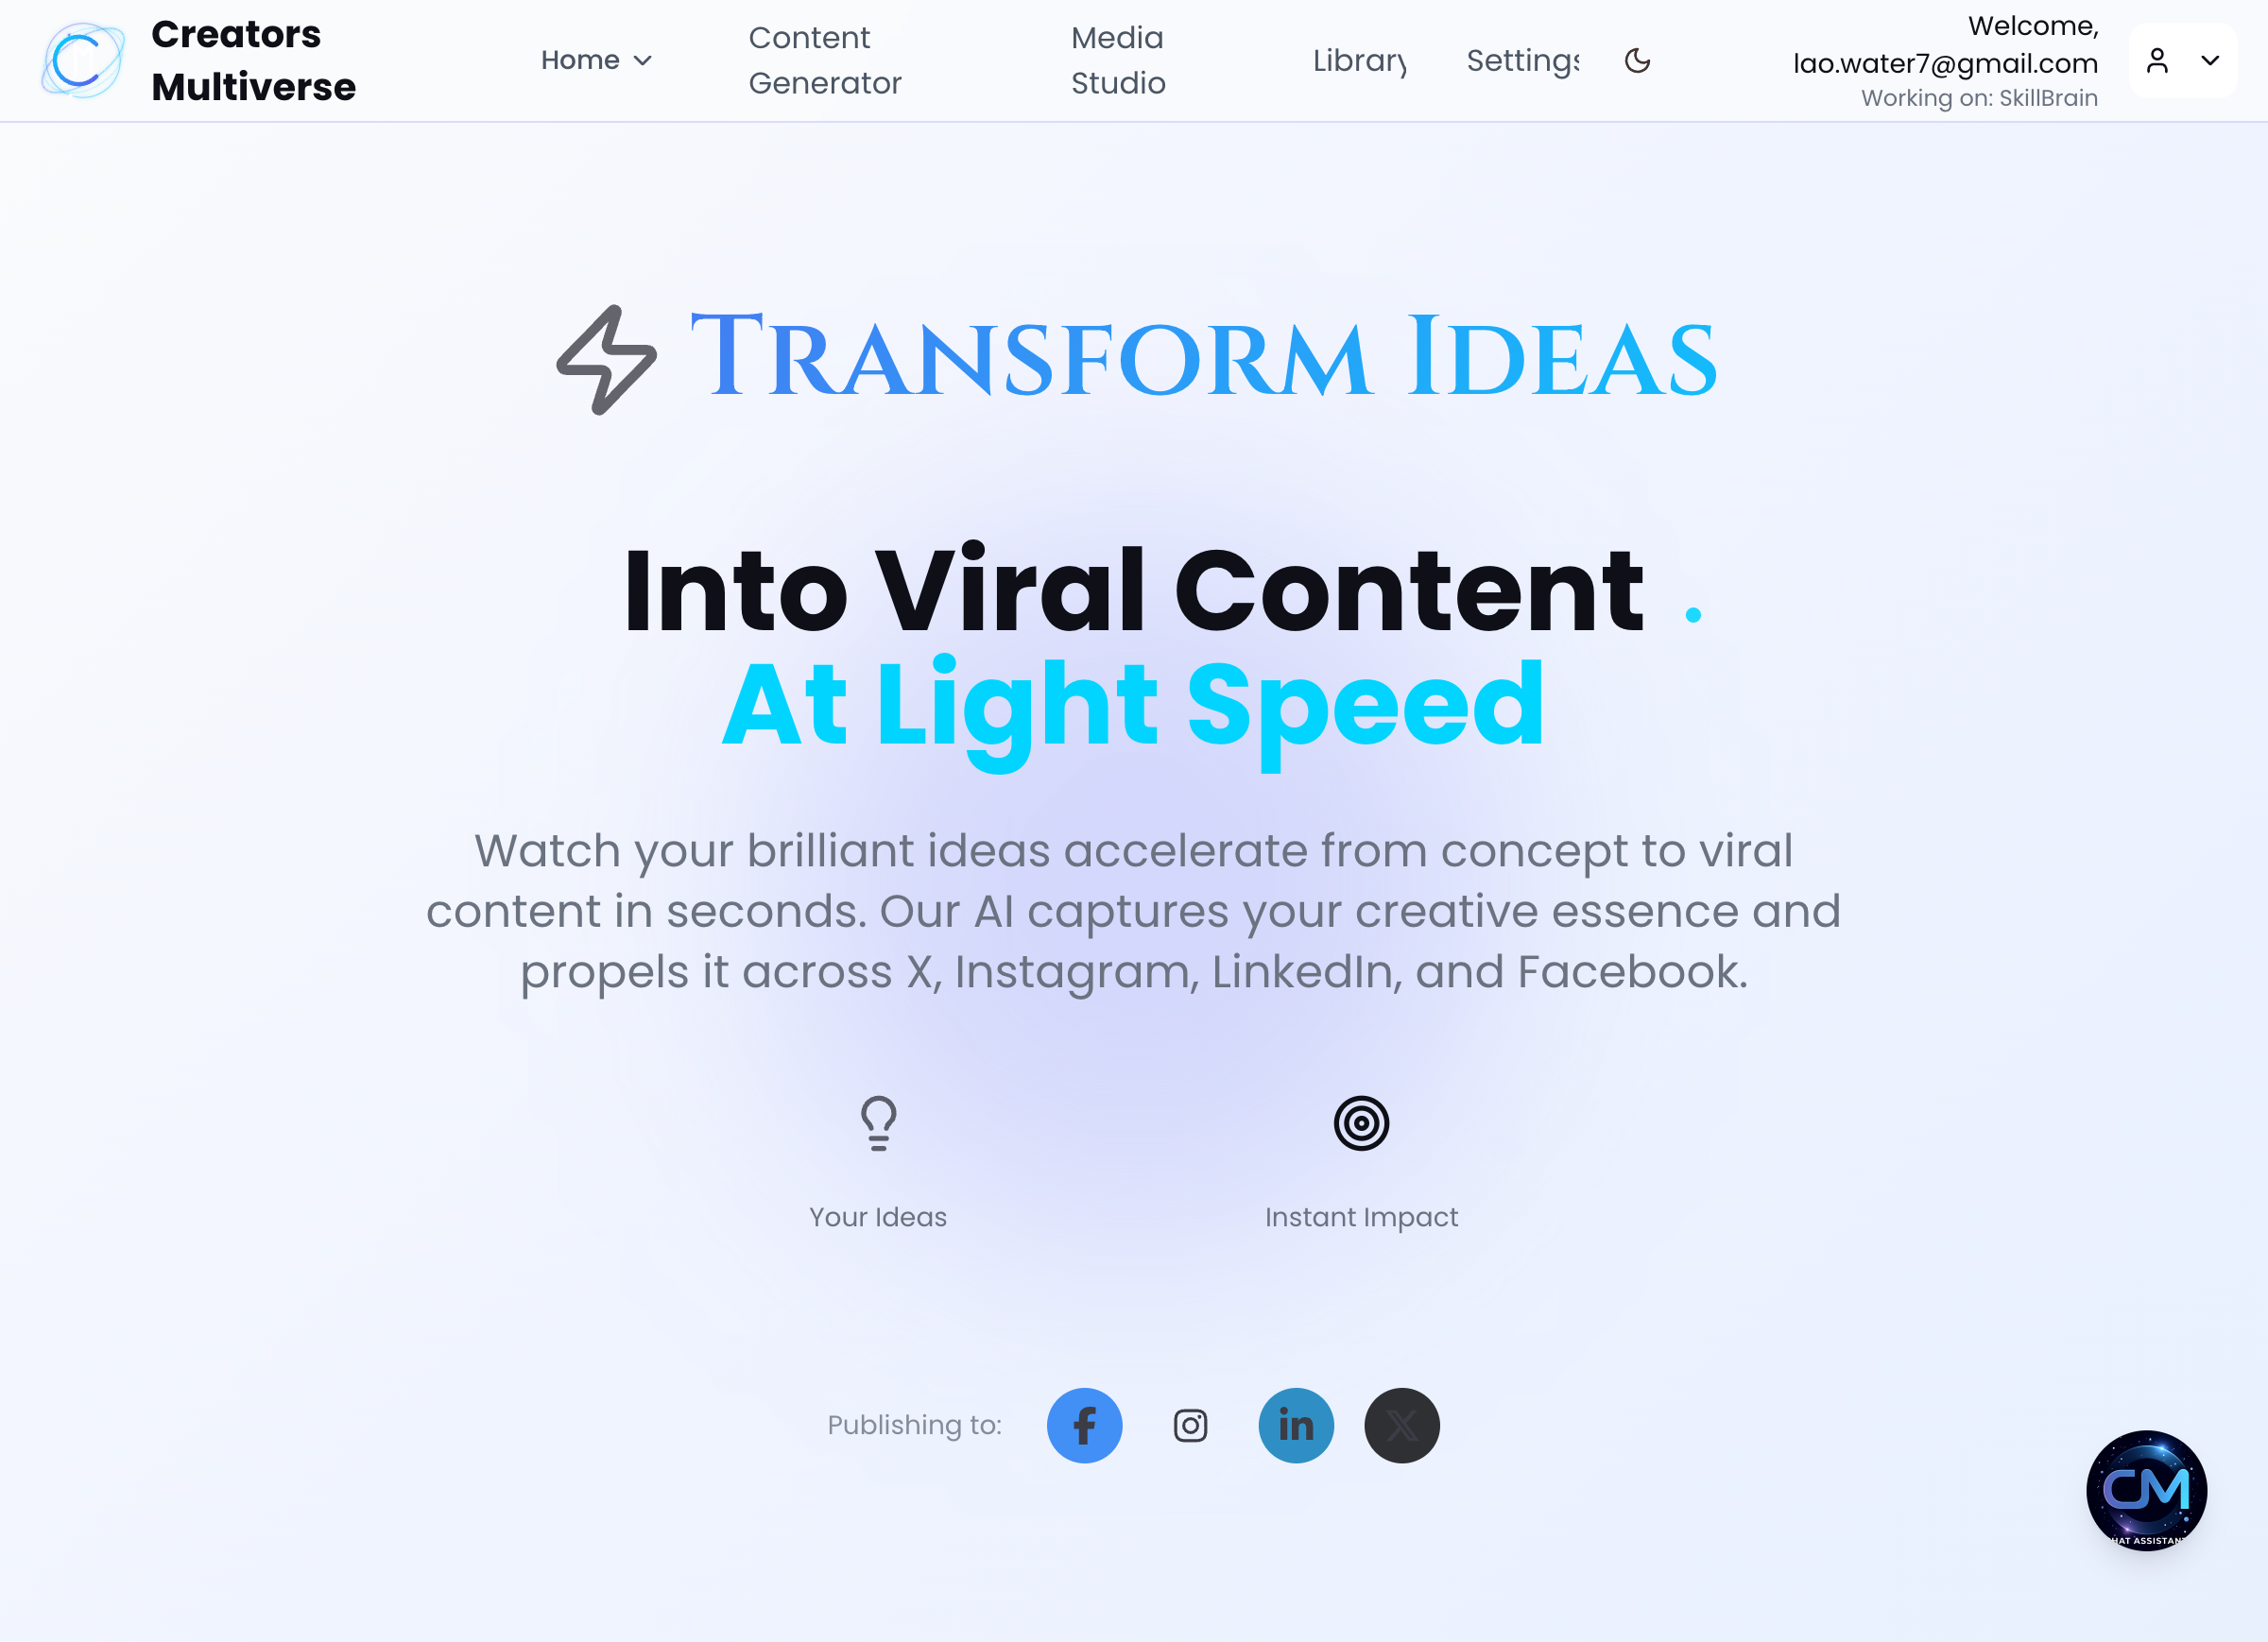 Creators
Multiverse
Home
Content
Generator
Media
Studio
Library
Settings
Welcome,
lao.water7@gmail.com
Working on: SkillBrain
Transform Ideas
Into Viral Content .
At Light Speed
Watch your brilliant ideas accelerate from concept to viral
content in seconds. Our AI captures your creative essence and
propels it across X, Instagram, LinkedIn, and Facebook.
Your Ideas
Instant Impact
Publishing to:
CM
HAT ASSISTAN